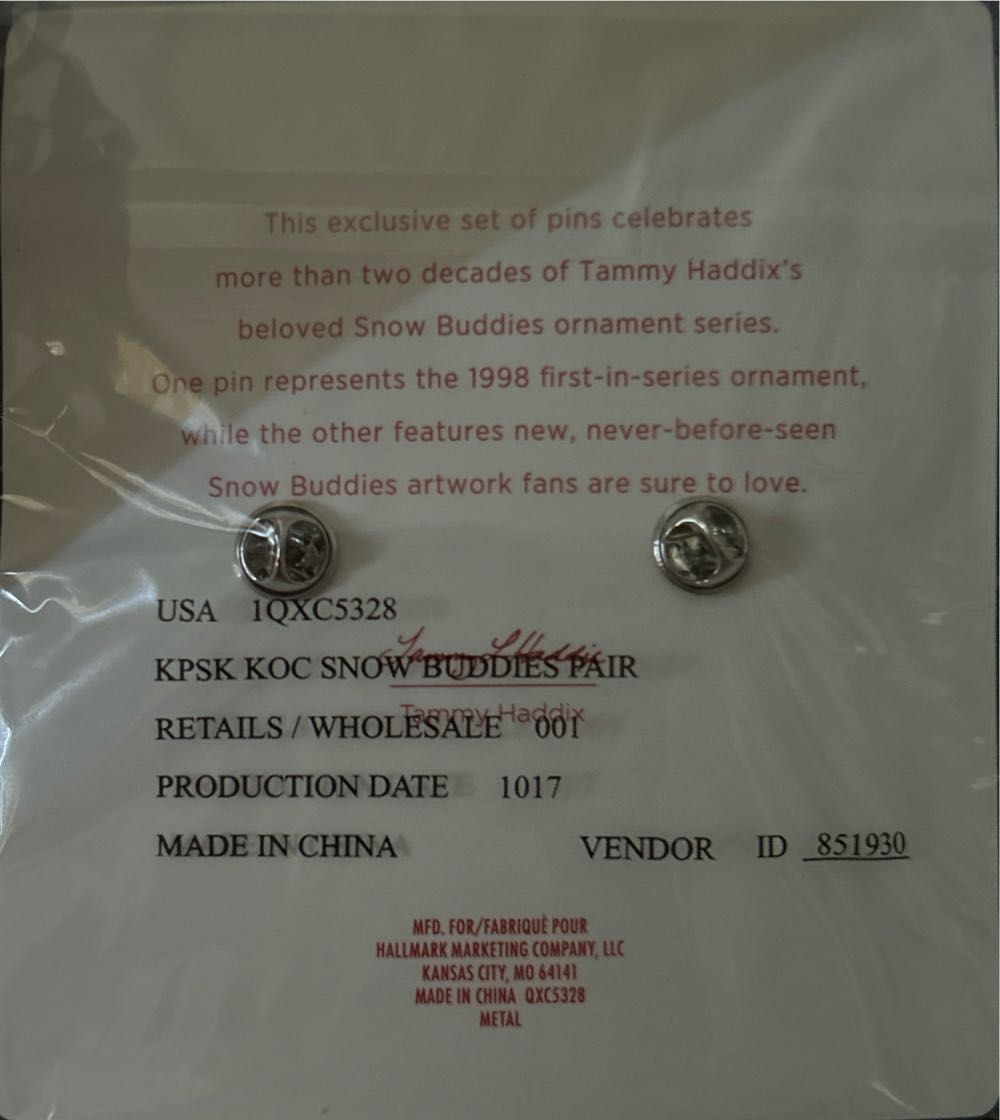 This exclusive set of pins celebrates
more than two decades of Tammy Haddix's
beloved Snow Buddies ornament series.
One pin represents the 1998 first-in-series ornament,
while the other features new, never-before-seen
Snow Buddies artwork fans are sure to love.
USA 1QXC5328
Tammy L Haddix
KPSK KOC SNOW BUDDIES PAIR
Tammy Haddix
RETAILS / WHOLESALE 001
PRODUCTION DATE 1017
MADE IN CHINA VENDOR ID 851930
MFD. FOR/FABRIQUÉ POUR
HALLMARK MARKETING COMPANY, LLC
KANSAS CITY, MO 64141
MADE IN CHINA QXC5328
METAL